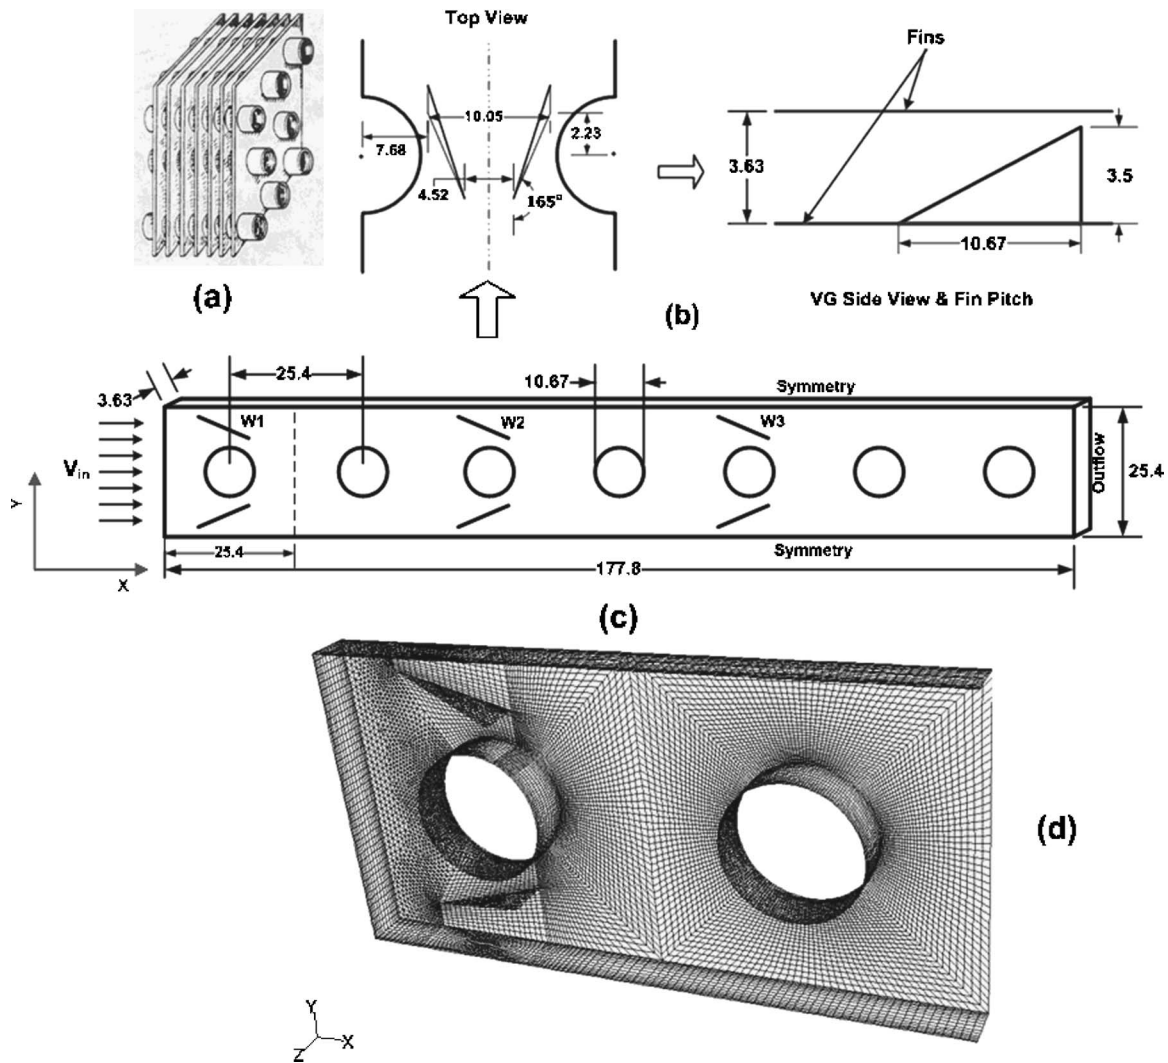 Top View
10.05
7.68
2.23
4.52
165°
(a)
Fins
3.63
3.5
10.67
VG Side View & Fin Pitch
(b)
25.4
10.67
Symmetry
3.63
W1
W2
W3
V_in
Outflow
25.4
Y
25.4
Symmetry
177.8
X
(c)
(d)
Y
X
Z